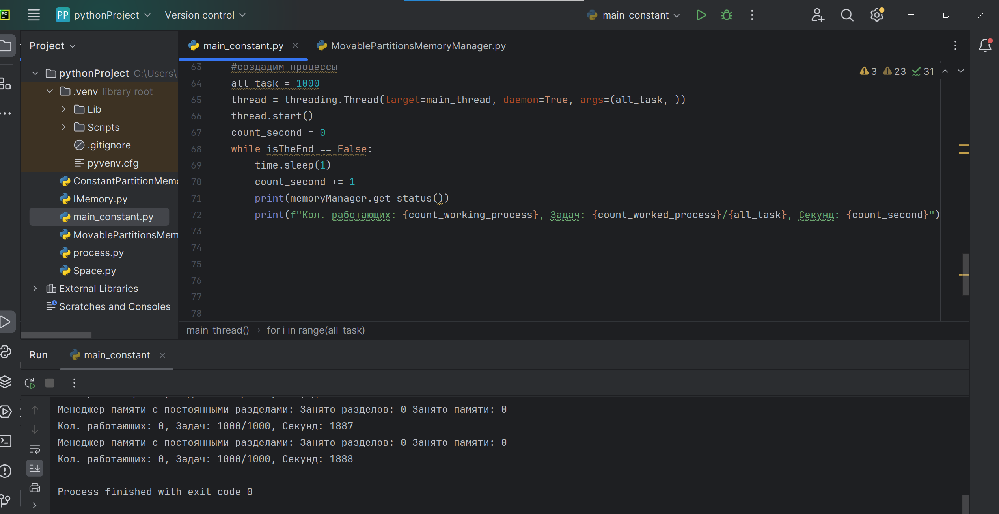 PC
PP pythonProject
Version control
main_constant
Project
main_constant.py
MovablePartitionsMemoryManager.py
pythonProject C:\Users\
.venv library root
Lib
Scripts
.gitignore
pyvenv.cfg
ConstantPartitionMem
IMemory.py
main_constant.py
MovablePartitionsMem
process.py
Space.py
External Libraries
Scratches and Consoles
3 23 31
63 #создадим процессы
64 all_task = 1000
65 thread = threading.Thread(target=main_thread, daemon=True, args=(all_task, ))
66 thread.start()
67 count_second = 0
68 while isTheEnd == False:
69 time.sleep(1)
70 count_second += 1
71 print(memoryManager.get_status())
72 print(f"Кол. работающих: {count_working_process}, Задач: {count_worked_process}/{all_task}, Секунд: {count_second}")
73
74
75
76
77
78
main_thread() › for i in range(all_task)
Run main_constant
Менеджер памяти с постоянными разделами: Занято разделов: 0 Занято памяти: 0
Кол. работающих: 0, Задач: 1000/1000, Секунд: 1887
Менеджер памяти с постоянными разделами: Занято разделов: 0 Занято памяти: 0
Кол. работающих: 0, Задач: 1000/1000, Секунд: 1888
Process finished with exit code 0